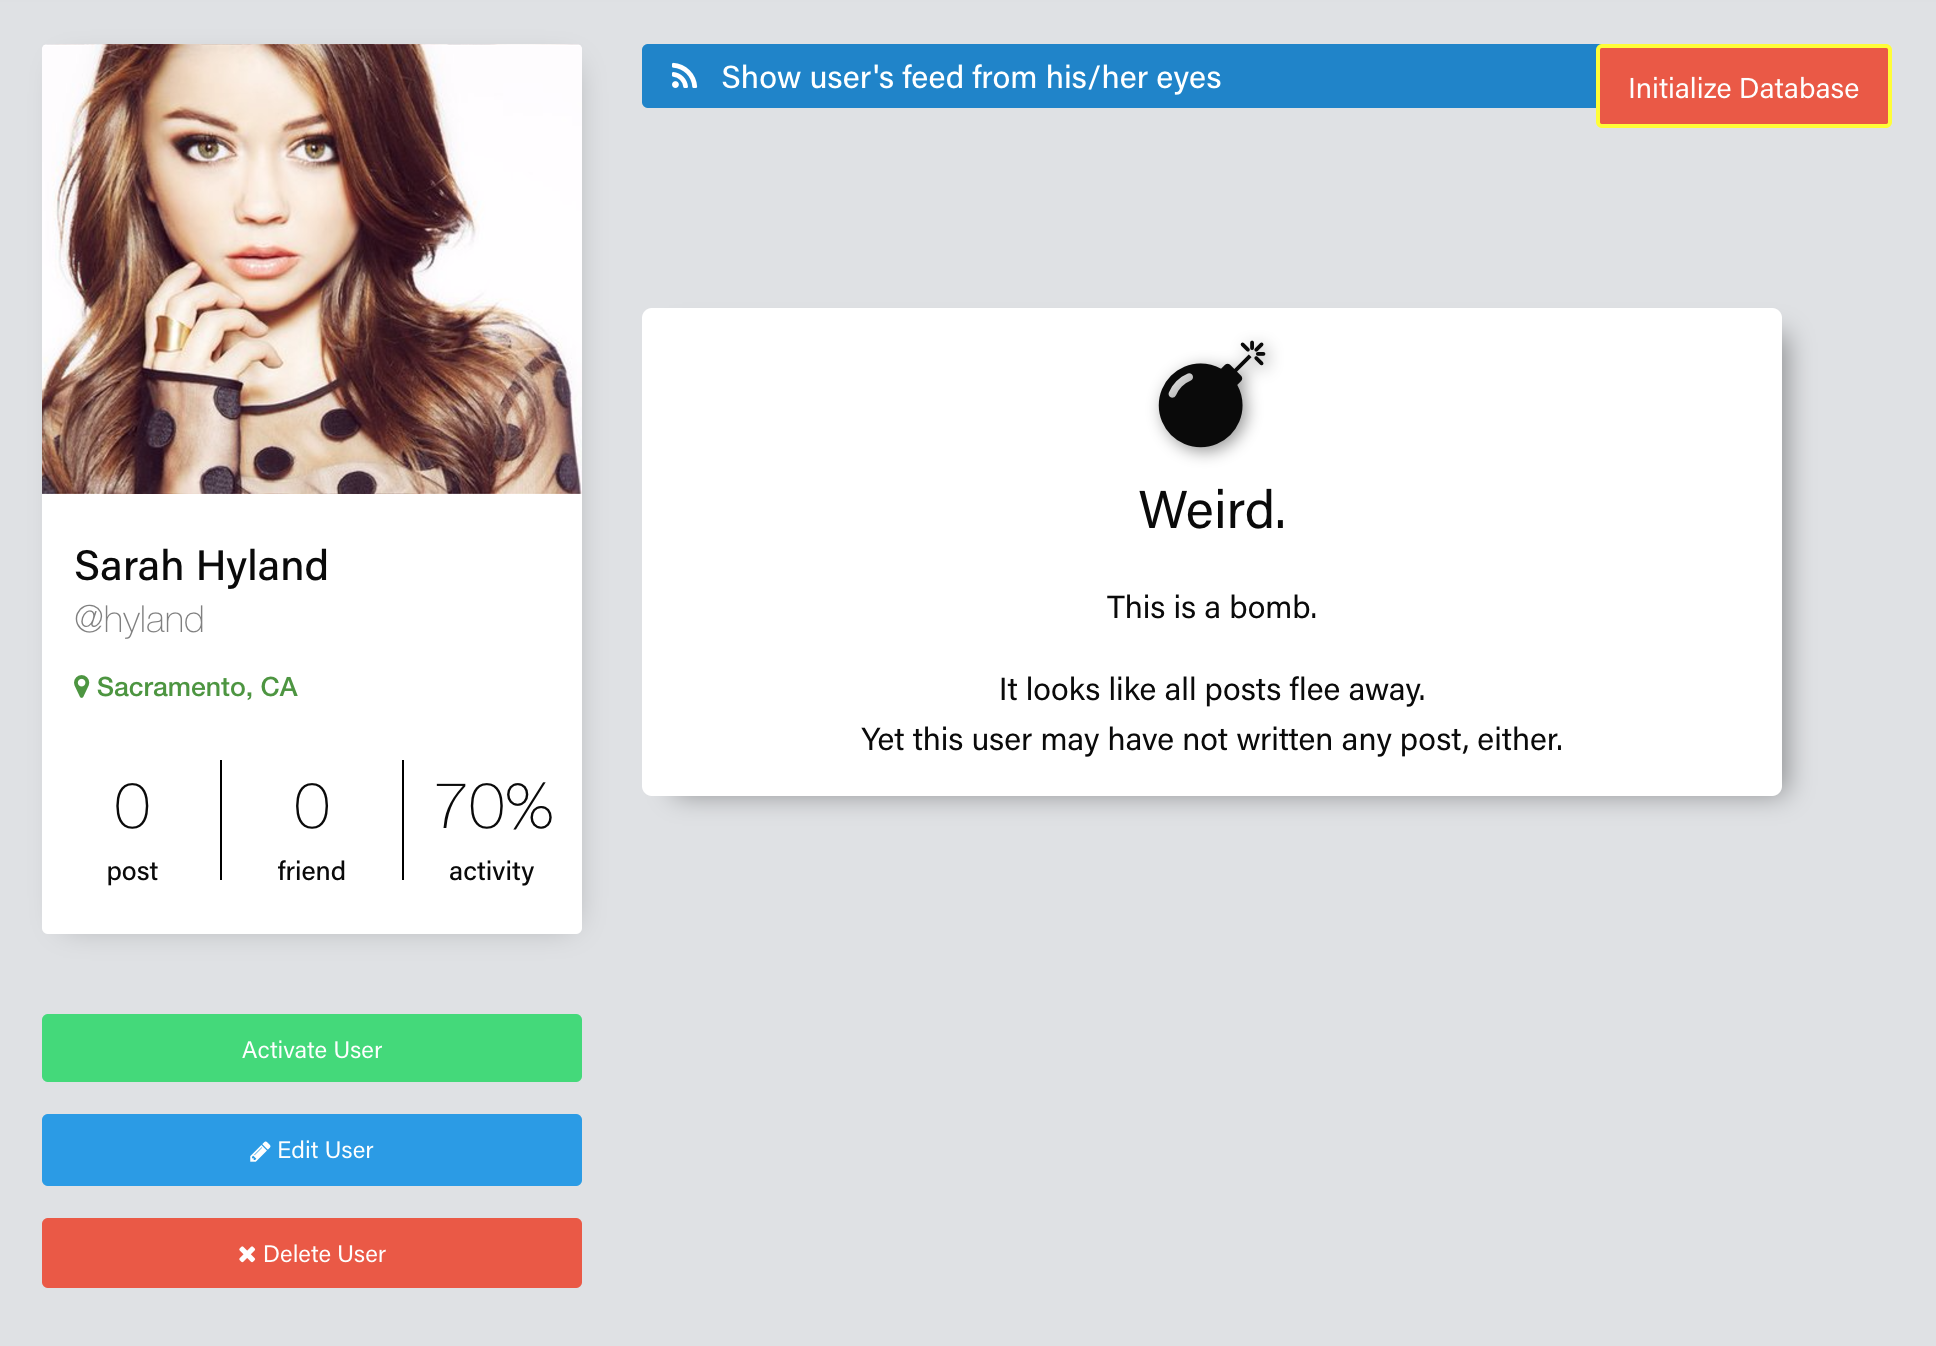 Show user's feed from his/her eyes
Initialize Database
Sarah Hyland
@hyland
Sacramento, CA
0
post
0
friend
70%
activity
Activate User
Edit User
Delete User
Weird.
This is a bomb.
It looks like all posts flee away.
Yet this user may have not written any post, either.